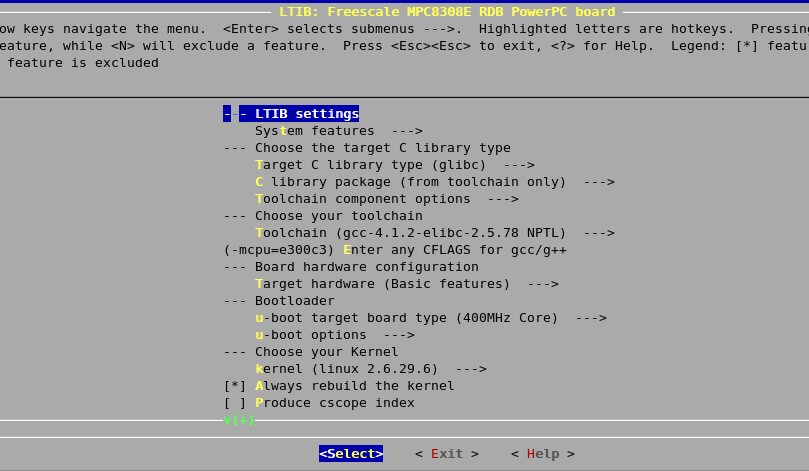 LTIB: Freescale MPC8308E RDB PowerPC board
ow keys navigate the menu.  <Enter> selects submenus --->.  Highlighted letters are hotkeys.  Pressing
eature, while <N> will exclude a feature.  Press <Esc><Esc> to exit, <?> for Help.  Legend: [*] featu
feature is excluded
--- LTIB settings
System features  --->
--- Choose the target C library type
Target C library type (glibc)  --->
C library package (from toolchain only)  --->
Toolchain component options  --->
--- Choose your toolchain
Toolchain (gcc-4.1.2-elibc-2.5.78 NPTL)  --->
(-mcpu=e300c3) Enter any CFLAGS for gcc/g++
--- Board hardware configuration
Target hardware (Basic features)  --->
--- Bootloader
u-boot target board type (400MHz Core)  --->
u-boot options  --->
--- Choose your Kernel
kernel (linux 2.6.29.6)  --->
[*] Always rebuild the kernel
[ ] Produce cscope index
v(+)
<Select>    < Exit >    < Help >